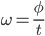 ω = ϕ/t